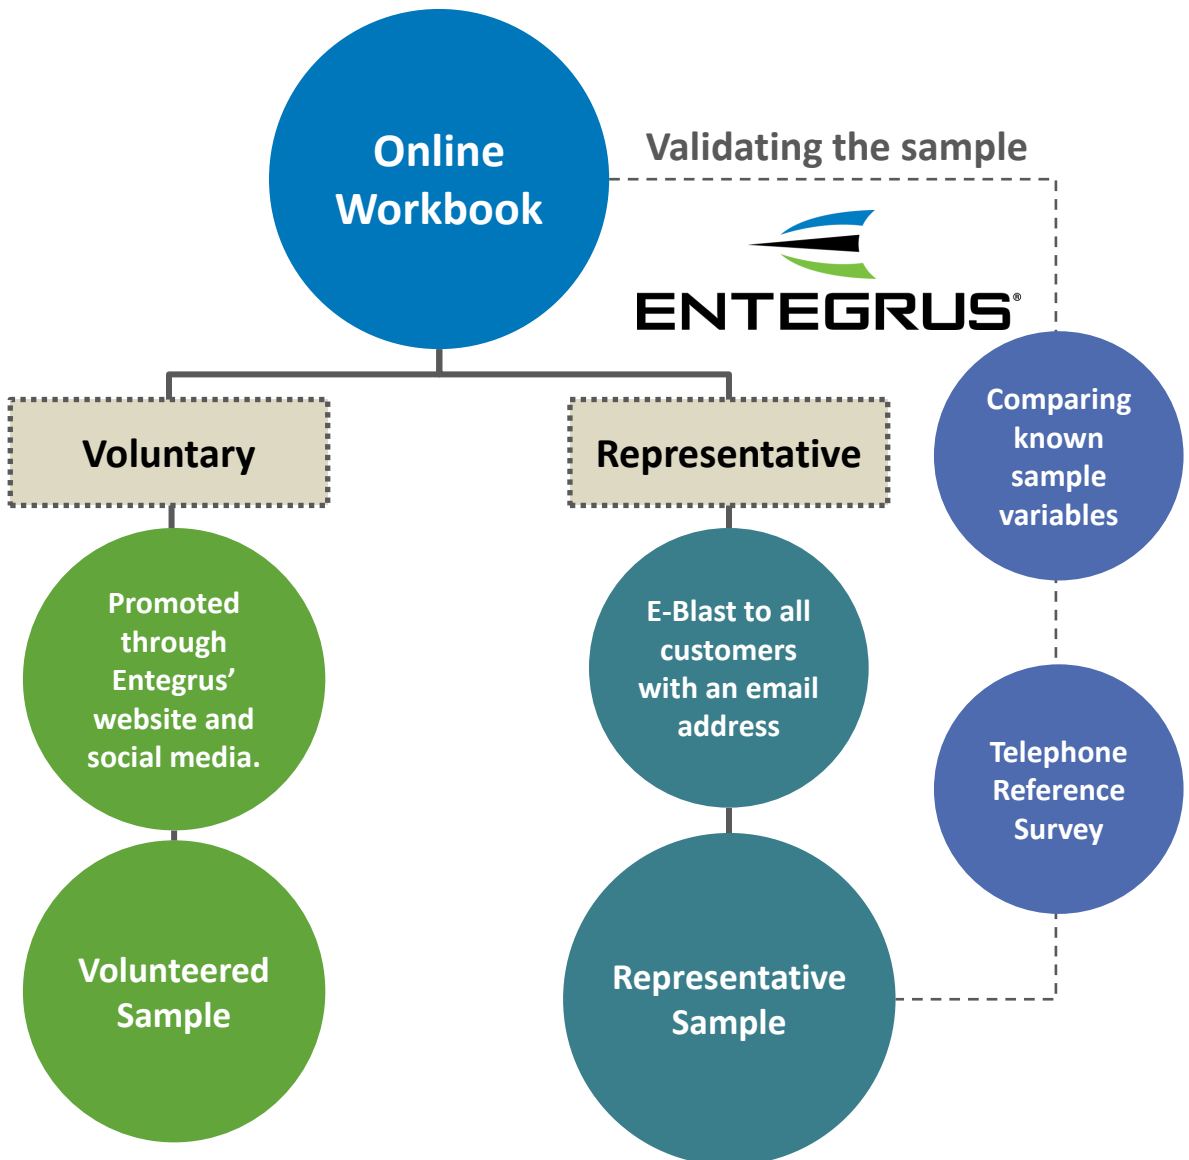 Online
Workbook
Validating the sample
ENTEGRUS®
Voluntary
Representative
Comparing
known
sample
variables
Promoted
through
Entegrus’
website and
social media.
E-Blast to all
customers
with an email
address
Telephone
Reference
Survey
Volunteered
Sample
Representative
Sample